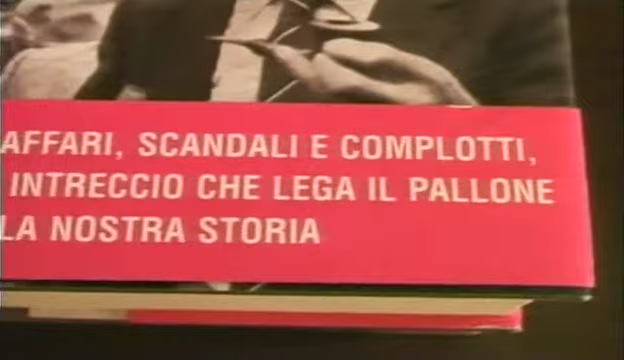 AFFARI, SCANDALI E COMPLOTTI,
INTRECCIO CHE LEGA IL PALLONE
LA NOSTRA STORIA